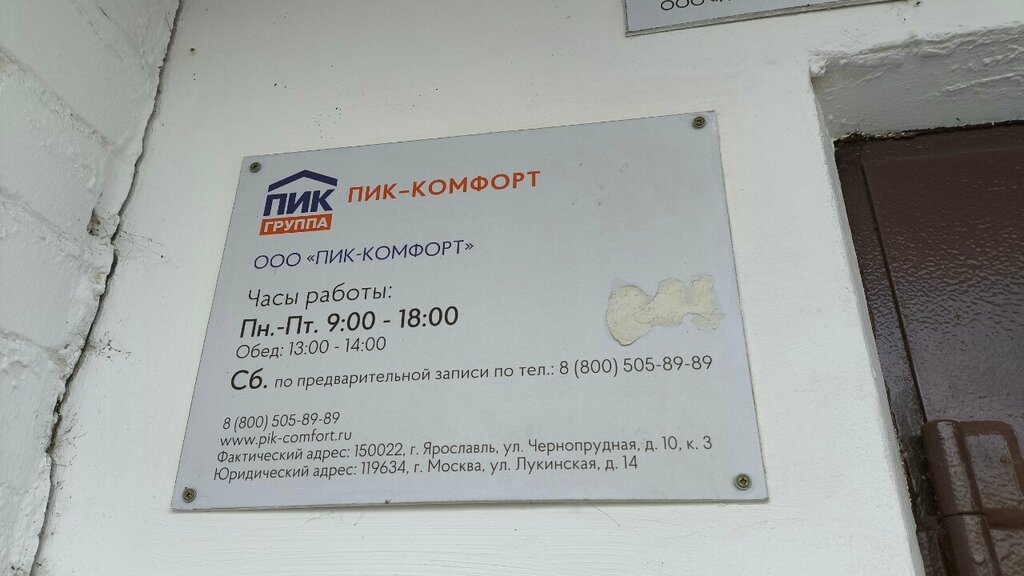 ООО «П
ПИК
ГРУППА
ПИК-КОМФОРТ
ООО «ПИК-КОМФОРТ»
Часы работы:
Пн.-Пт. 9:00 - 18:00
Обед: 13:00 - 14:00
Сб. по предварительной записи по тел.: 8 (800) 505-89-89
8 (800) 505-89-89
www.pik-comfort.ru
Фактический адрес: 150022, г. Ярославль, ул. Чернопрудная, д. 10, к. 3
Юридический адрес: 119634, г. Москва, ул. Лукинская, д. 14